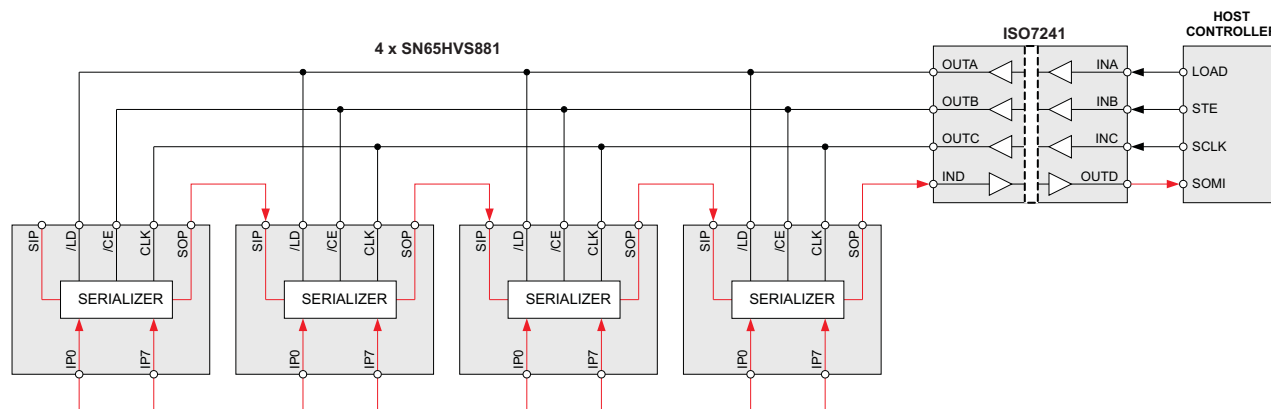 4 x SN65HVS881
ISO7241
HOST
CONTROLLER
OUTA
INA
LOAD
OUTB
INB
STE
OUTC
INC
SCLK
IND
OUTD
SOMI
SIP
/LD
/CE
CLK
SOP
SIP
/LD
/CE
CLK
SOP
SIP
/LD
/CE
CLK
SOP
SIP
/LD
/CE
CLK
SOP
SERIALIZER
SERIALIZER
SERIALIZER
SERIALIZER
IP0
IP7
IP0
IP7
IP0
IP7
IP0
IP7